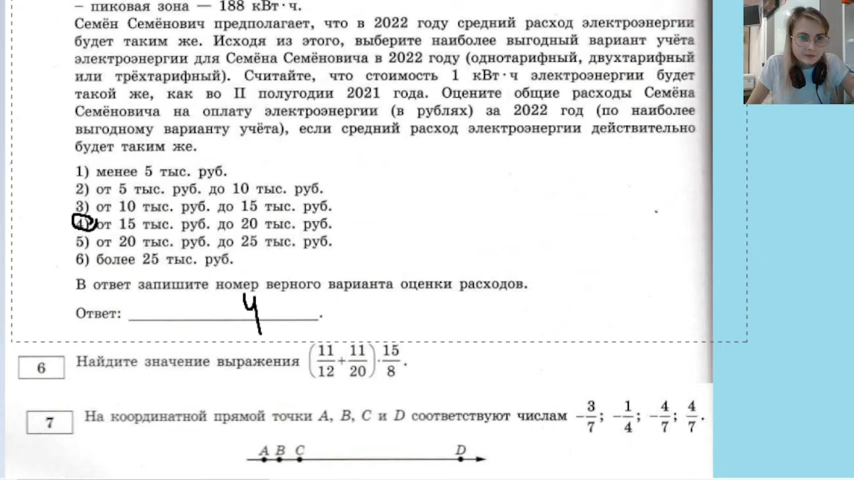 – пиковая зона — 188 кВт·ч.
Семён Семёнович предполагает, что в 2022 году средний расход электроэнергии
будет таким же. Исходя из этого, выберите наиболее выгодный вариант учёта
электроэнергии для Семёна Семёновича в 2022 году (однотарифный, двухтарифный
или трёхтарифный). Считайте, что стоимость 1 кВт·ч электроэнергии будет
такой же, как во II полугодии 2021 года. Оцените общие расходы Семёна
Семёновича на оплату электроэнергии (в рублях) за 2022 год (по наиболее
выгодному варианту учёта), если средний расход электроэнергии действительно
будет таким же.
1) менее 5 тыс. руб.
2) от 5 тыс. руб. до 10 тыс. руб.
3) от 10 тыс. руб. до 15 тыс. руб.
4) от 15 тыс. руб. до 20 тыс. руб.
5) от 20 тыс. руб. до 25 тыс. руб.
6) более 25 тыс. руб.
В ответ запишите номер верного варианта оценки расходов.
Ответ: 4.
6 Найдите значение выражения (11/12 + 11/20) · 15/8.
7 На координатной прямой точки A, B, C и D соответствуют числам −3/7; −1/4; −4/7; 4/7.
A B C D